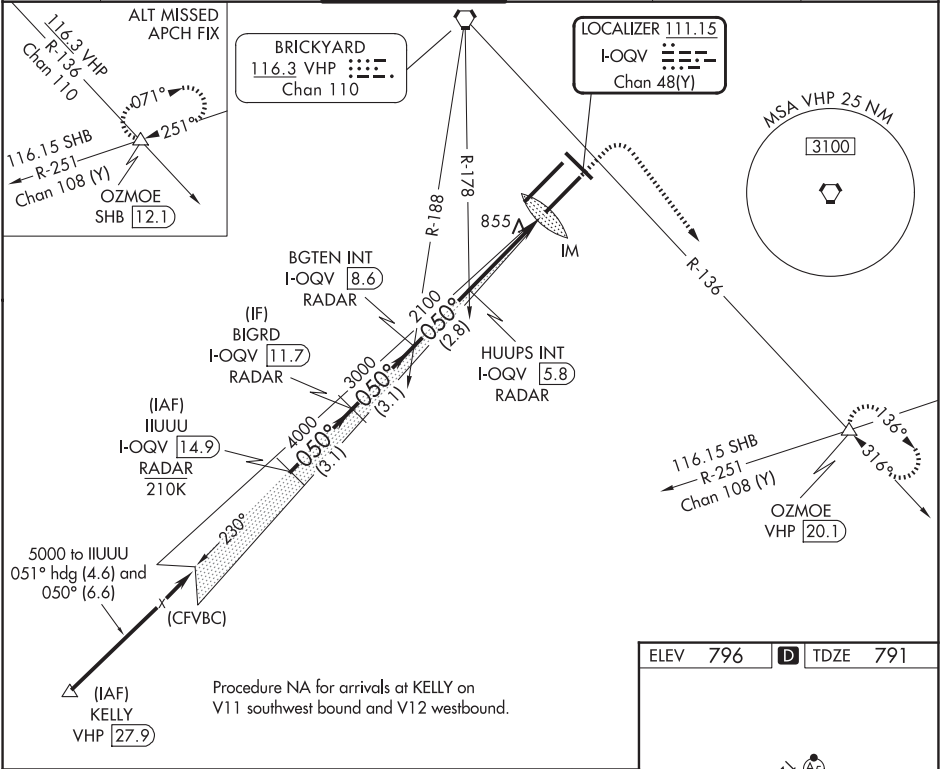 ALT MISSED
APCH FIX
116.3 VHP
R-136
Chan 110
071°
251°
116.15 SHB
R-251
Chan 108 (Y)
OZMOE
SHB 12.1
BRICKYARD
116.3 VHP
Chan 110
LOCALIZER 111.15
I-OQV
Chan 48(Y)
MSA VHP 25 NM
3100
R-188
R-178
R-136
855
IM
BGTEN INT
I-OQV 8.6
RADAR
2100
050°
(2.8)
HUUPS INT
I-OQV 5.8
RADAR
(IF)
BIGRD
I-OQV 11.7
RADAR
3000
050°
(3.1)
(IAF)
IIUUU
I-OQV 14.9
RADAR
210K
4000
050°
(3.1)
230°
5000 to IIUUU
051° hdg (4.6) and
050° (6.6)
(CFVBC)
(IAF)
KELLY
VHP 27.9
136°
316°
116.15 SHB
R-251
Chan 108 (Y)
OZMOE
VHP 20.1
Procedure NA for arrivals at KELLY on
V11 southwest bound and V12 westbound.
ELEV 796 D TDZE 791